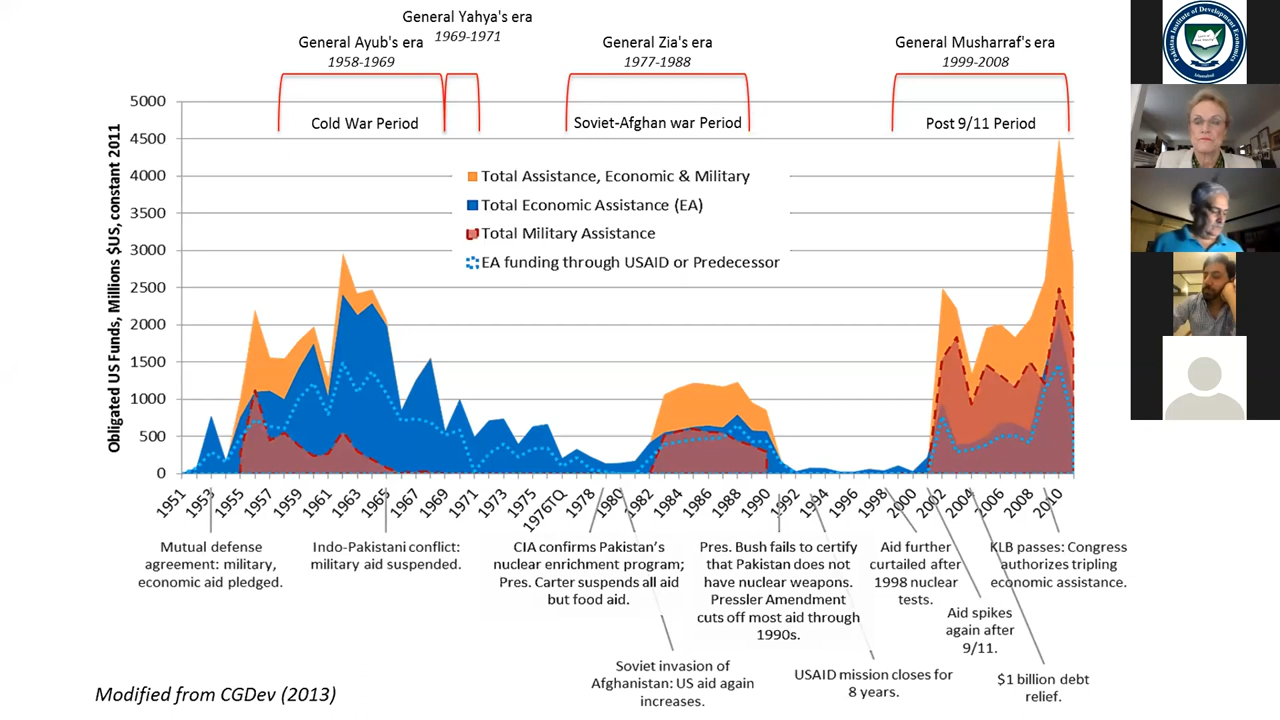 General Yahya's era
1969-1971
General Ayub's era
1958-1969
General Zia's era
1977-1988
General Musharraf's era
1999-2008
Cold War Period
Soviet-Afghan war Period
Post 9/11 Period
Obligated US Funds, Millions $US, constant 2011
5000
4500
4000
3500
3000
2500
2000
1500
1000
500
0
Total Assistance, Economic & Military
Total Economic Assistance (EA)
Total Military Assistance
EA funding through USAID or Predecessor
1951
1953
1955
1957
1959
1961
1963
1965
1967
1969
1971
1973
1975
1976TQ
1978
1980
1982
1984
1986
1988
1990
1992
1994
1996
1998
2000
2002
2004
2006
2008
2010
Mutual defense
agreement: military,
economic aid pledged.
Indo-Pakistani conflict:
military aid suspended.
CIA confirms Pakistan's
nuclear enrichment program;
Pres. Carter suspends all aid
but food aid.
Soviet invasion of
Afghanistan: US aid again
increases.
Pres. Bush fails to certify
that Pakistan does not
have nuclear weapons.
Pressler Amendment
cuts off most aid through
1990s.
USAID mission closes for
8 years.
Aid further
curtailed after
1998 nuclear
tests.
Aid spikes
again after
9/11.
$1 billion debt
relief.
KLB passes: Congress
authorizes tripling
economic assistance.
Modified from CGDev (2013)
Pakistan Institute of Development Economics
Islamabad